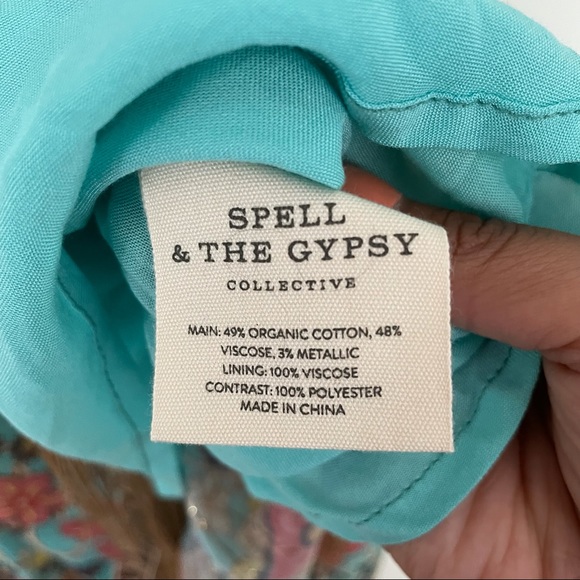 SPELL
& THE GYPSY
COLLECTIVE
MAIN: 49% ORGANIC COTTON, 48%
VISCOSE, 3% METALLIC
LINING: 100% VISCOSE
CONTRAST: 100% POLYESTER
MADE IN CHINA